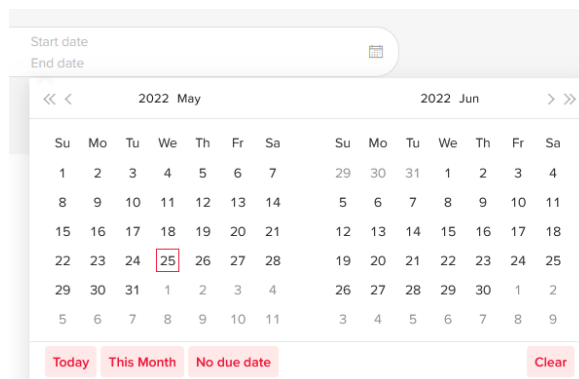 Start date
End date
« < 2022 May 2022 Jun > »
Su Mo Tu We Th Fr Sa Su Mo Tu We Th Fr Sa
1 2 3 4 5 6 7 29 30 31 1 2 3 4
8 9 10 11 12 13 14 5 6 7 8 9 10 11
15 16 17 18 19 20 21 12 13 14 15 16 17 18
22 23 24 25 26 27 28 19 20 21 22 23 24 25
29 30 31 1 2 3 4 26 27 28 29 30 1 2
5 6 7 8 9 10 11 3 4 5 6 7 8 9
Today This Month No due date Clear